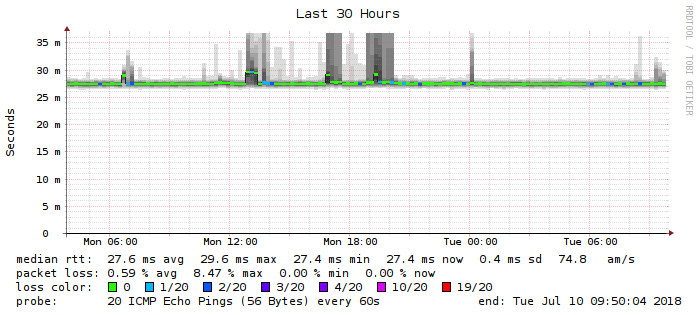 Last 30 Hours
RRDTOOL / TOBI OETIKER
Seconds
35 m
30 m
25 m
20 m
15 m
10 m
5 m
0
Mon 06:00 Mon 12:00 Mon 18:00 Tue 00:00 Tue 06:00
median rtt: 27.6 ms avg 29.6 ms max 27.4 ms min 27.4 ms now 0.4 ms sd 74.8 am/s
packet loss: 0.59 % avg 8.47 % max 0.00 % min 0.00 % now
loss color: 0 1/20 2/20 3/20 4/20 10/20 19/20
probe: 20 ICMP Echo Pings (56 Bytes) every 60s end: Tue Jul 10 09:50:04 2018